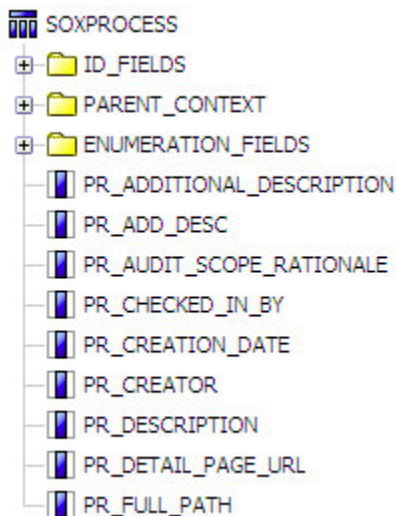 SOXPROCESS
ID_FIELDS
PARENT_CONTEXT
ENUMERATION_FIELDS
PR_ADDITIONAL_DESCRIPTION
PR_ADD_DESC
PR_AUDIT_SCOPE_RATIONALE
PR_CHECKED_IN_BY
PR_CREATION_DATE
PR_CREATOR
PR_DESCRIPTION
PR_DETAIL_PAGE_URL
PR_FULL_PATH